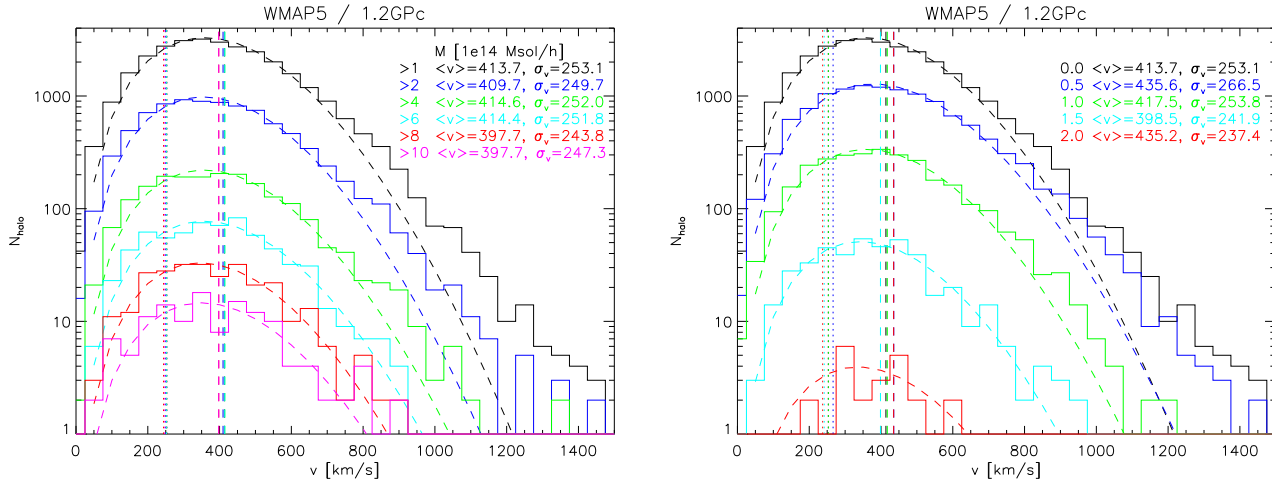 WMAP5 / 1.2GPc
M [1e14 Msol/h]
>1 <v>=413.7, σv=253.1
>2 <v>=409.7, σv=249.7
>4 <v>=414.6, σv=252.0
>6 <v>=414.4, σv=251.8
>8 <v>=397.7, σv=243.8
>10 <v>=397.7, σv=247.3
1000
100
10
1
Nhalo
0 200 400 600 800 1000 1200 1400
v [km/s]
WMAP5 / 1.2GPc
0.0 <v>=413.7, σv=253.1
0.5 <v>=435.6, σv=266.5
1.0 <v>=417.5, σv=253.8
1.5 <v>=398.5, σv=241.9
2.0 <v>=435.2, σv=237.4
1000
100
10
1
Nhalo
0 200 400 600 800 1000 1200 1400
v [km/s]